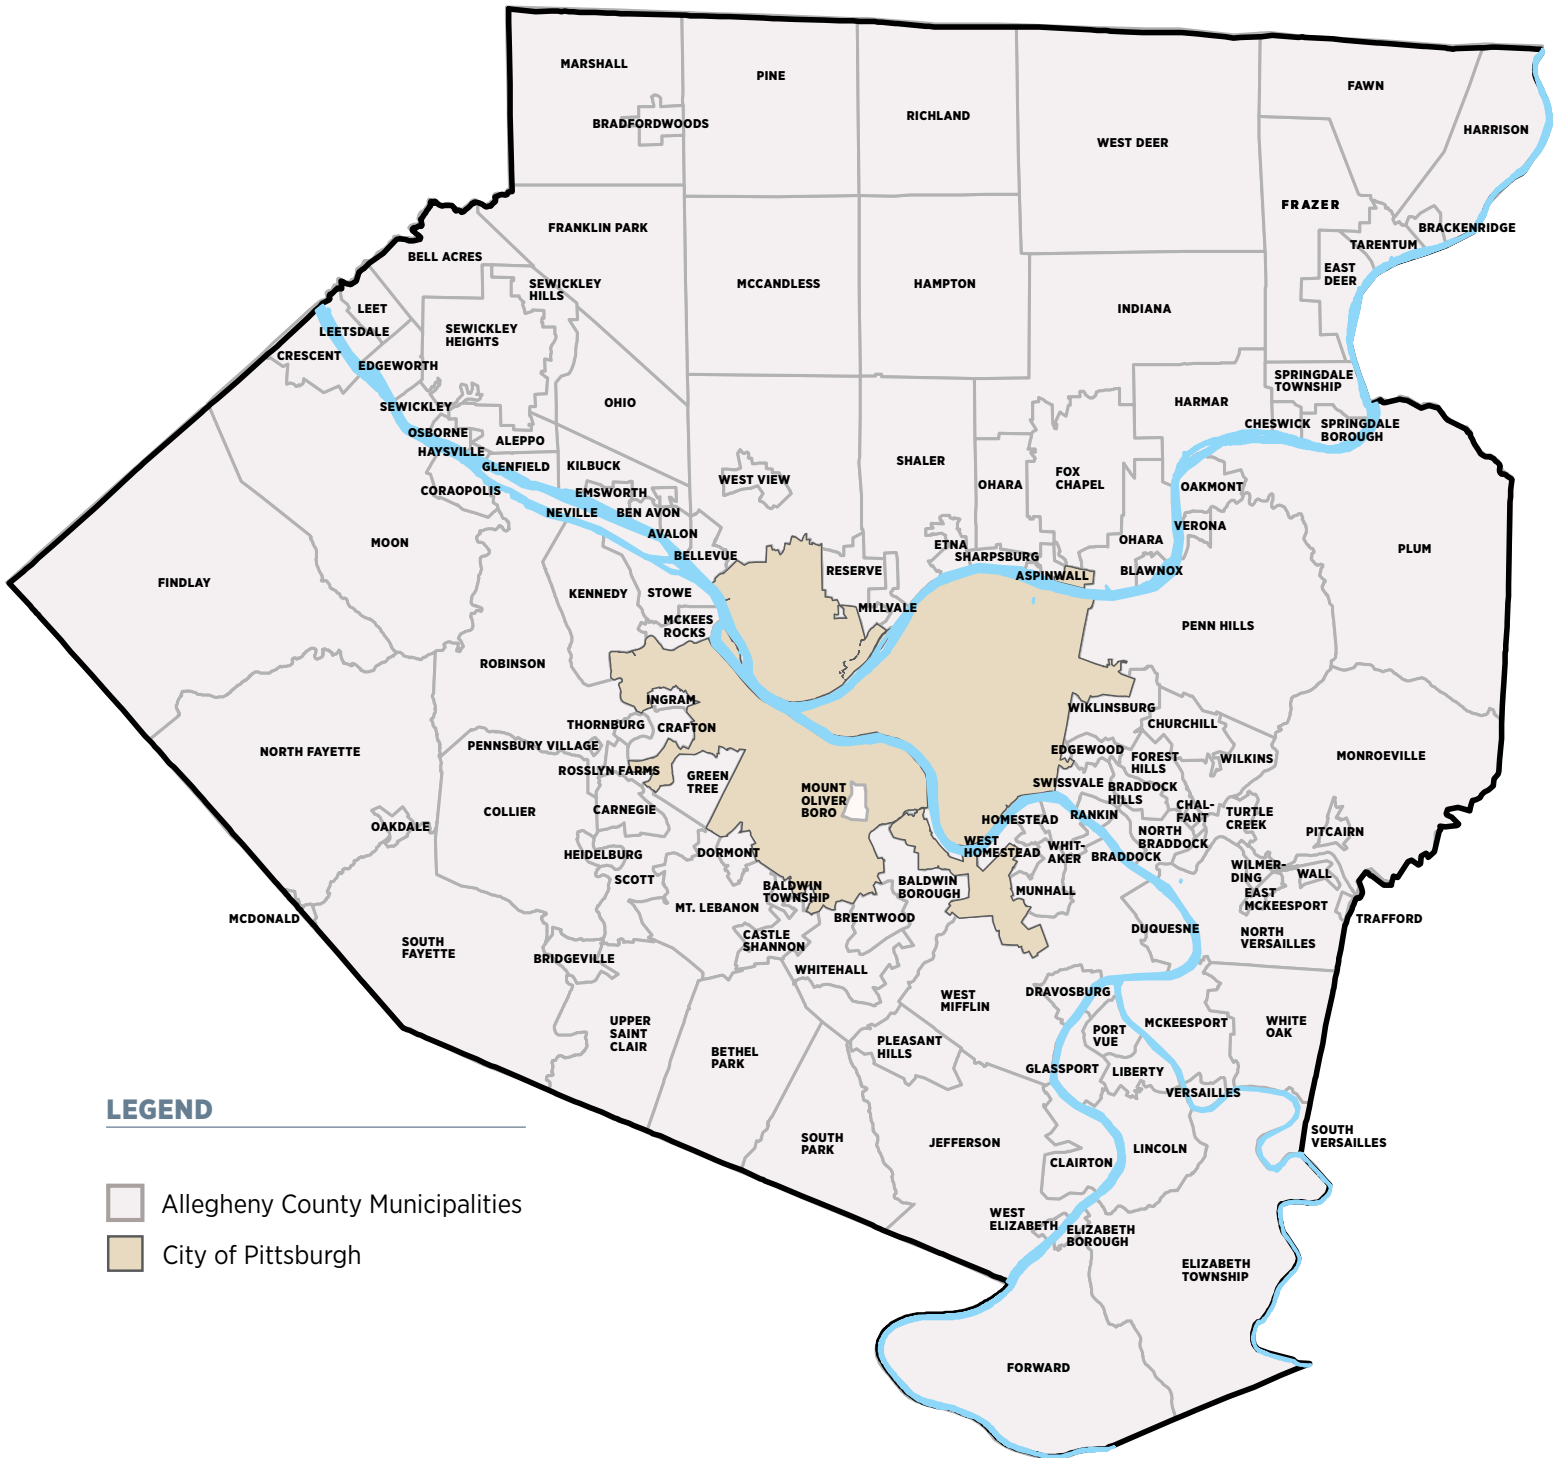 MARSHALL
PINE
FAWN
RICHLAND
BRADFORDWOODS
HARRISON
WEST DEER
FRAZER
FRANKLIN PARK
BRACKENRIDGE
TARENTUM
BELL ACRES
EAST
DEER
SEWICKLEY
HILLS
MCCANDLESS
HAMPTON
LEET
INDIANA
LEETSDALE
SEWICKLEY
HEIGHTS
CRESCENT
EDGEWORTH
SPRINGDALE
TOWNSHIP
OHIO
HARMAR
SEWICKLEY
CHESWICK
SPRINGDALE
BOROUGH
OSBORNE
ALEPPO
HAYSVILLE
GLENFIELD
KILBUCK
SHALER
WEST VIEW
FOX
CHAPEL
OHARA
OAKMONT
CORAOPOLIS
EMSWORTH
NEVILLE
BEN AVON
VERONA
AVALON
OHARA
MOON
ETNA
SHARPSBURG
PLUM
BELLEVUE
RESERVE
ASPINWALL
BLAWNOX
FINDLAY
KENNEDY
STOWE
MILLVALE
MCKEES
ROCKS
PENN HILLS
ROBINSON
INGRAM
WIKLINSBURG
THORNBURG
CRAFTON
CHURCHILL
PENNSBURY VILLAGE
NORTH FAYETTE
EDGEWOOD
FOREST
HILLS
WILKINS
MONROEVILLE
ROSSLYN FARMS
GREEN
TREE
SWISSVALE
BRADDOCK
HILLS
MOUNT
OLIVER
BORO
COLLIER
CARNEGIE
CHAL-
FANT
TURTLE
CREEK
OAKDALE
HOMESTEAD
RANKIN
PITCAIRN
NORTH
BRADDOCK
WEST
HOMESTEAD
WHIT-
AKER
BRADDOCK
HEIDELBURG
DORMONT
WILMER-
DING
WALL
SCOTT
BALDWIN
TOWNSHIP
BALDWIN
BOROUGH
MUNHALL
EAST
MCKEESPORT
MT. LEBANON
MCDONALD
BRENTWOOD
TRAFFORD
DUQUESNE
NORTH
VERSAILLES
SOUTH
FAYETTE
CASTLE
SHANNON
BRIDGEVILLE
WHITEHALL
DRAVOSBURG
WEST
MIFFLIN
UPPER
SAINT
CLAIR
MCKEESPORT
WHITE
OAK
PORT
VUE
PLEASANT
HILLS
BETHEL
PARK
GLASSPORT
LIBERTY
VERSAILLES
LEGEND
SOUTH
VERSAILLES
SOUTH
PARK
JEFFERSON
LINCOLN
CLAIRTON
Allegheny County Municipalities
WEST
ELIZABETH
ELIZABETH
BOROUGH
City of Pittsburgh
ELIZABETH
TOWNSHIP
FORWARD